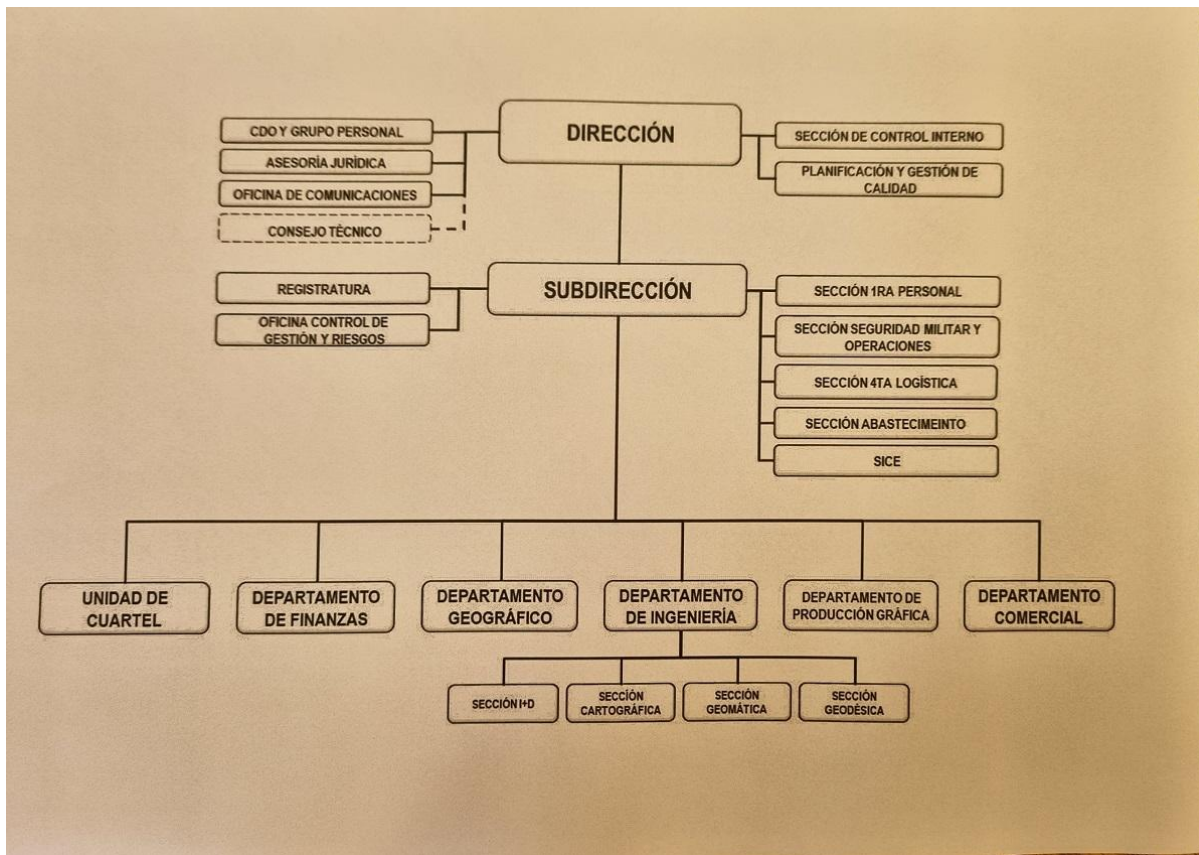 DIRECCIÓN
CDO Y GRUPO PERSONAL
ASESORÍA JURÍDICA
OFICINA DE COMUNICACIONES
CONSEJO TÉCNICO
SECCIÓN DE CONTROL INTERNO
PLANIFICACIÓN Y GESTIÓN DE
CALIDAD
SUBDIRECCIÓN
REGISTRATURA
OFICINA CONTROL DE
GESTIÓN Y RIESGOS
SECCIÓN 1RA PERSONAL
SECCIÓN SEGURIDAD MILITAR Y
OPERACIONES
SECCIÓN 4TA LOGÍSTICA
SECCIÓN ABASTECIMEINTO
SICE
UNIDAD DE
CUARTEL
DEPARTAMENTO
DE FINANZAS
DEPARTAMENTO
GEOGRÁFICO
DEPARTAMENTO
DE INGENIERÍA
DEPARTAMENTO DE
PRODUCCIÓN GRÁFICA
DEPARTAMENTO
COMERCIAL
SECCIÓN I+D
SECCIÓN
CARTOGRÁFICA
SECCIÓN
GEOMÁTICA
SECCIÓN
GEODÉSICA